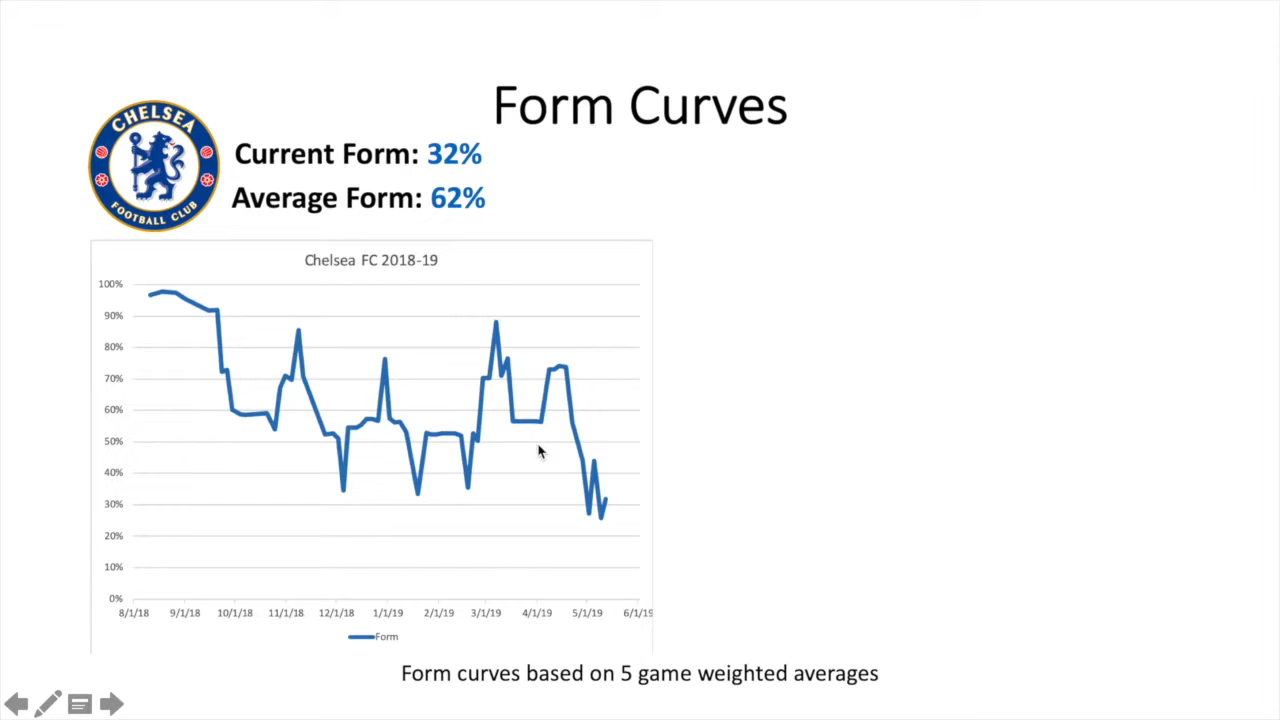 Form Curves
CHELSEA
FOOTBALL CLUB
Current Form: 32%
Average Form: 62%
Chelsea FC 2018-19
100%
90%
80%
70%
60%
50%
40%
30%
20%
10%
0%
8/1/18 9/1/18 10/1/18 11/1/18 12/1/18 1/1/19 2/1/19 3/1/19 4/1/19 5/1/19 6/1/19
Form
Form curves based on 5 game weighted averages